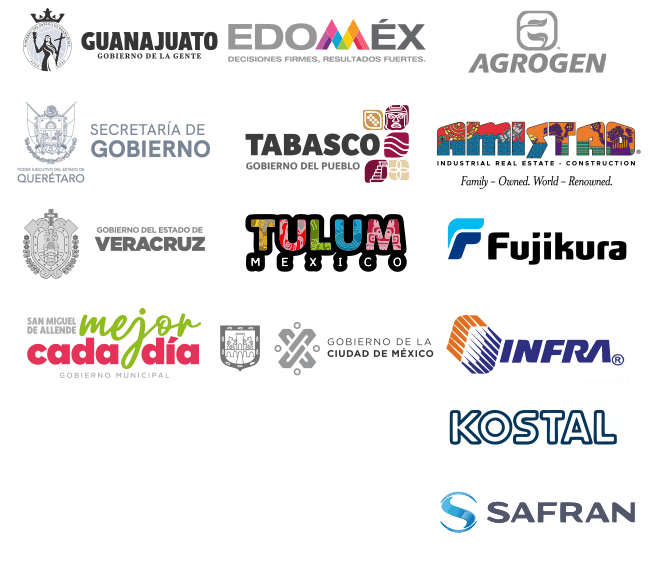 GUANAJUATO
GOBIERNO DE LA GENTE
EDOMÉX
DECISIONES FIRMES, RESULTADOS FUERTES.
AGROGEN
SECRETARÍA DE
GOBIERNO
PODER EJECUTIVO DEL ESTADO DE
QUERÉTARO
TABASCO
GOBIERNO DEL PUEBLO
AMISTAD
INDUSTRIAL REAL ESTATE - CONSTRUCTION
Family – Owned. World – Renowned.
GOBIERNO DEL ESTADO DE
VERACRUZ
TULUM
MEXICO
Fujikura
SAN MIGUEL
DE ALLENDE
mejor
cada día
GOBIERNO MUNICIPAL
GOBIERNO DE LA
CIUDAD DE MÉXICO
INFRA®
KOSTAL
SAFRAN